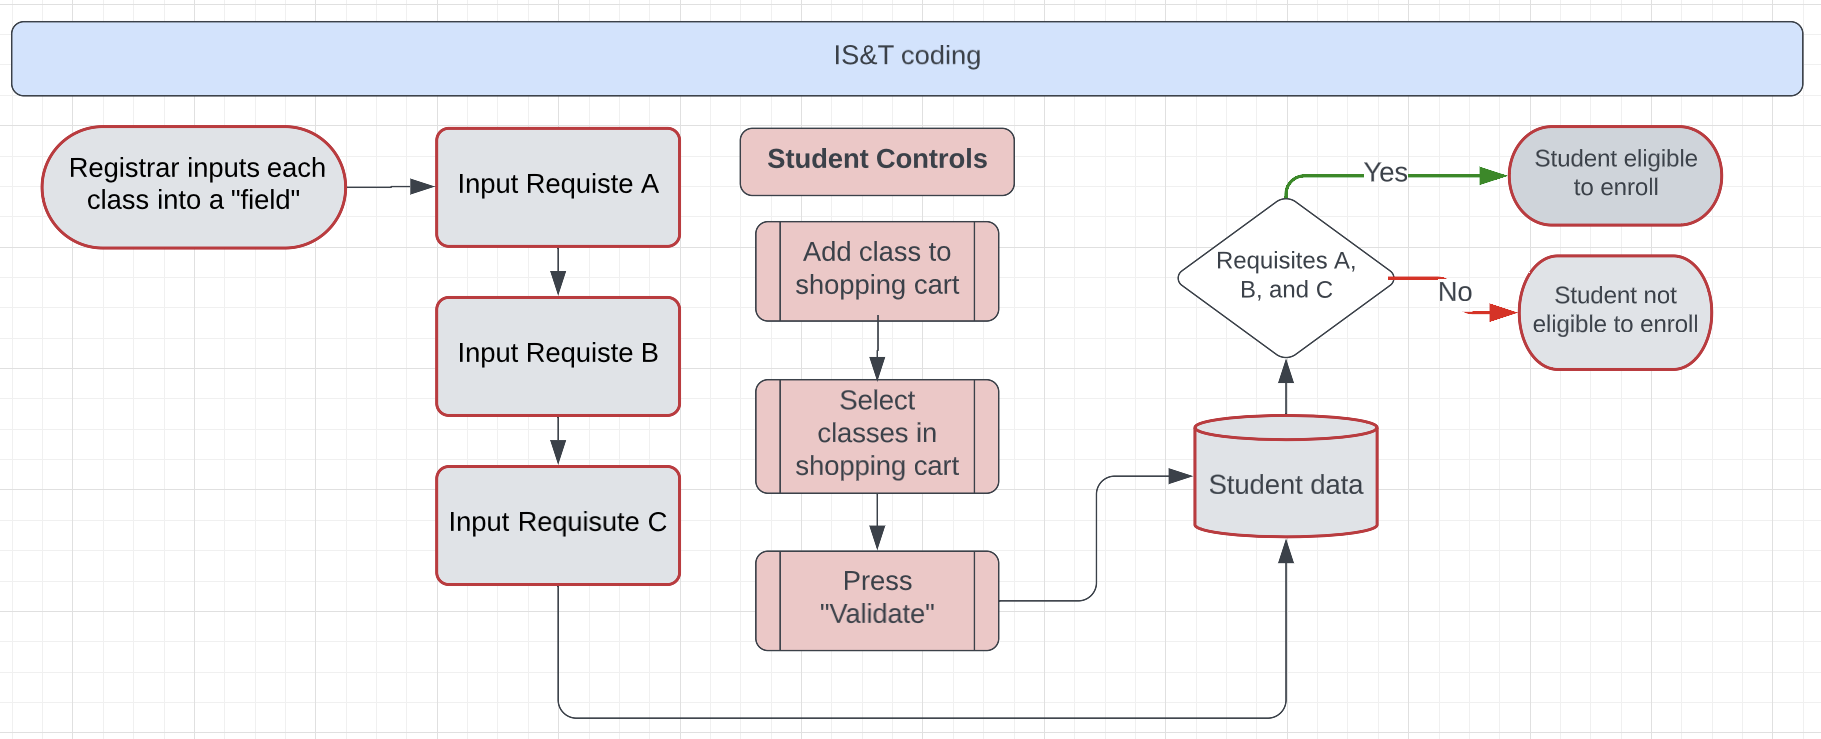 IS&T coding
Registrar inputs each
class into a "field"
Input Requiste A
Input Requiste B
Input Requisute C
Student Controls
Add class to
shopping cart
Select
classes in
shopping cart
Press
"Validate"
Student data
Requisites A,
B, and C
Yes
No
Student eligible
to enroll
Student not
eligible to enroll